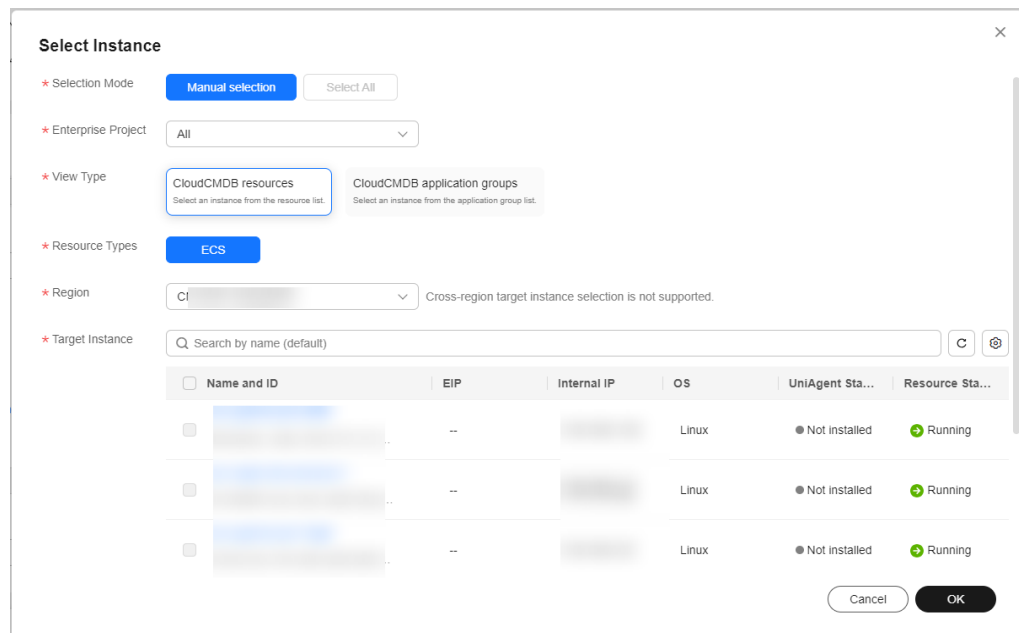 Select Instance
* Selection Mode
Manual selection
Select All
* Enterprise Project
All
* View Type
CloudCMDB resources
Select an instance from the resource list.
CloudCMDB application groups
Select an instance from the application group list.
* Resource Types
ECS
* Region
Cross-region target instance selection is not supported.
* Target Instance
Search by name (default)
Name and ID EIP Internal IP OS UniAgent Sta... Resource Sta...
-- Linux Not installed Running
-- Linux Not installed Running
-- Linux Not installed Running
Cancel OK